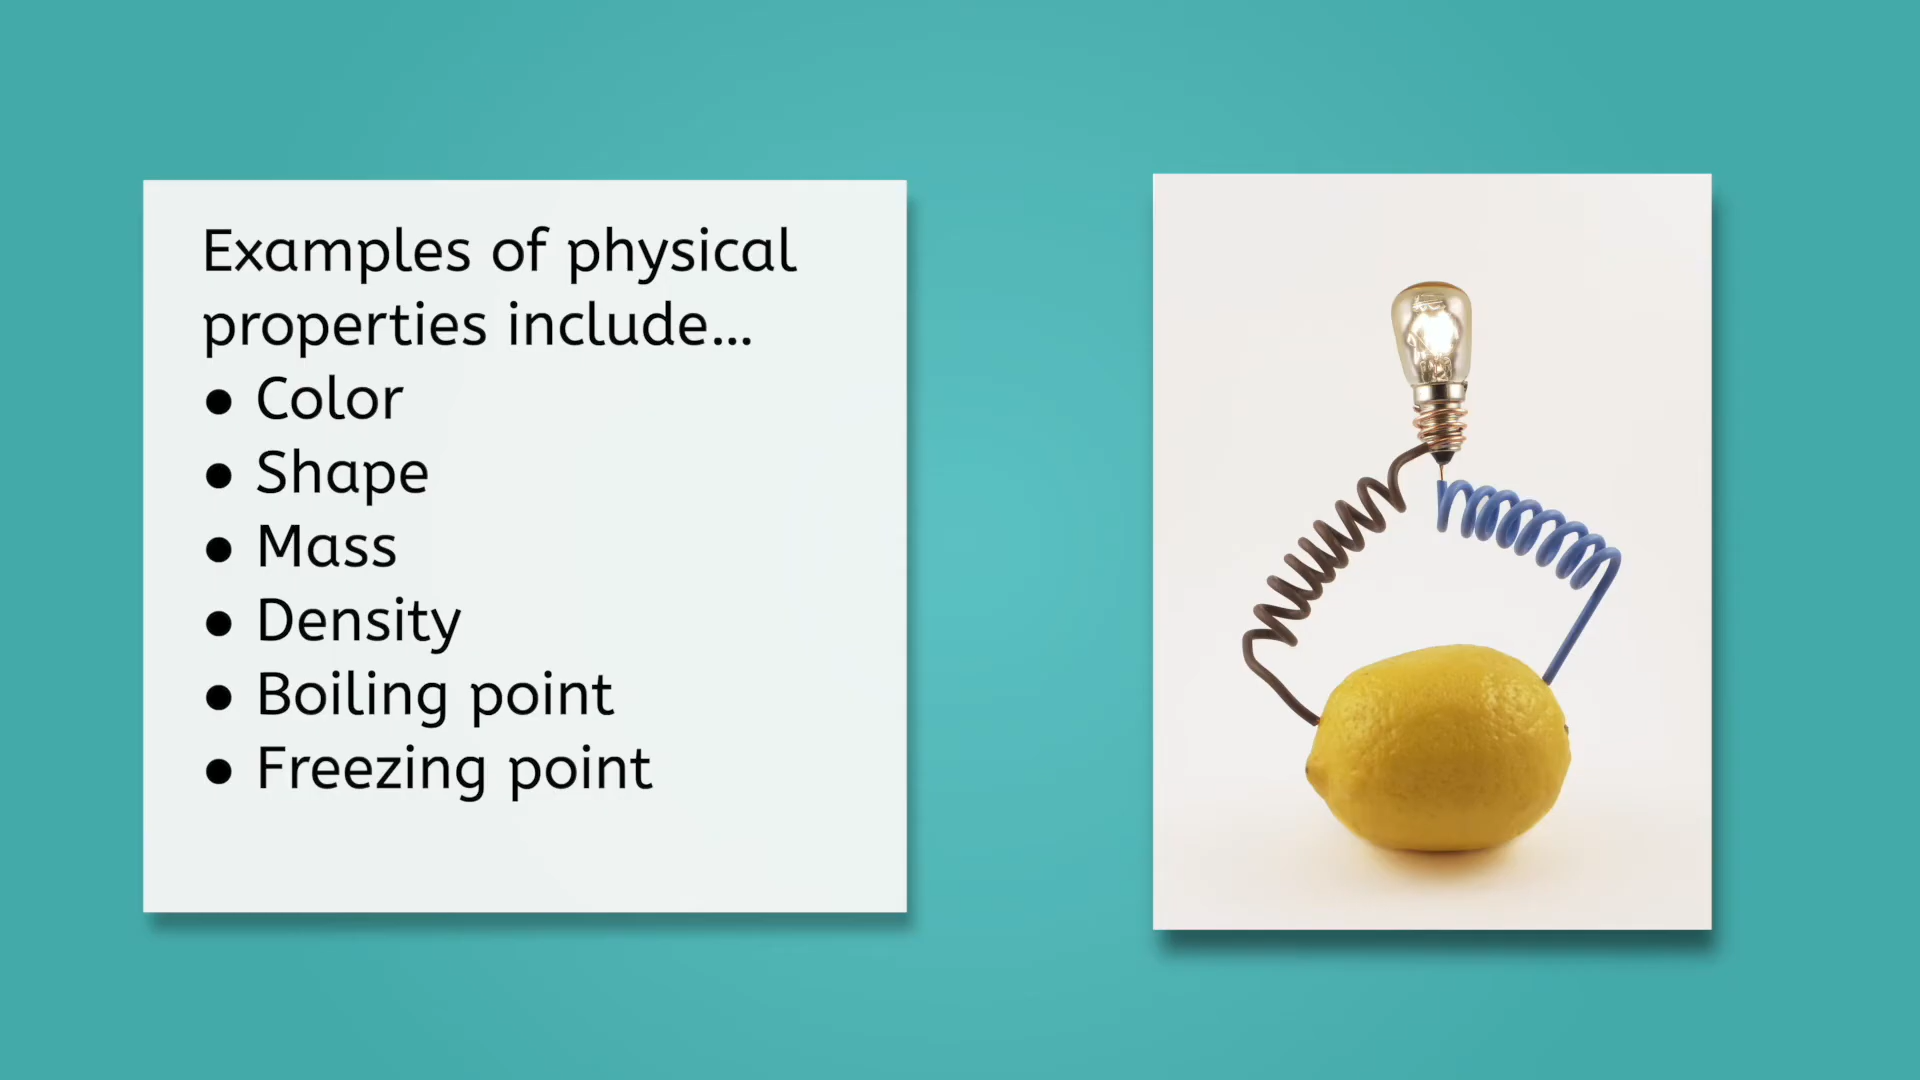 Examples of physical
properties include...
● Color
● Shape
● Mass
● Density
● Boiling point
● Freezing point